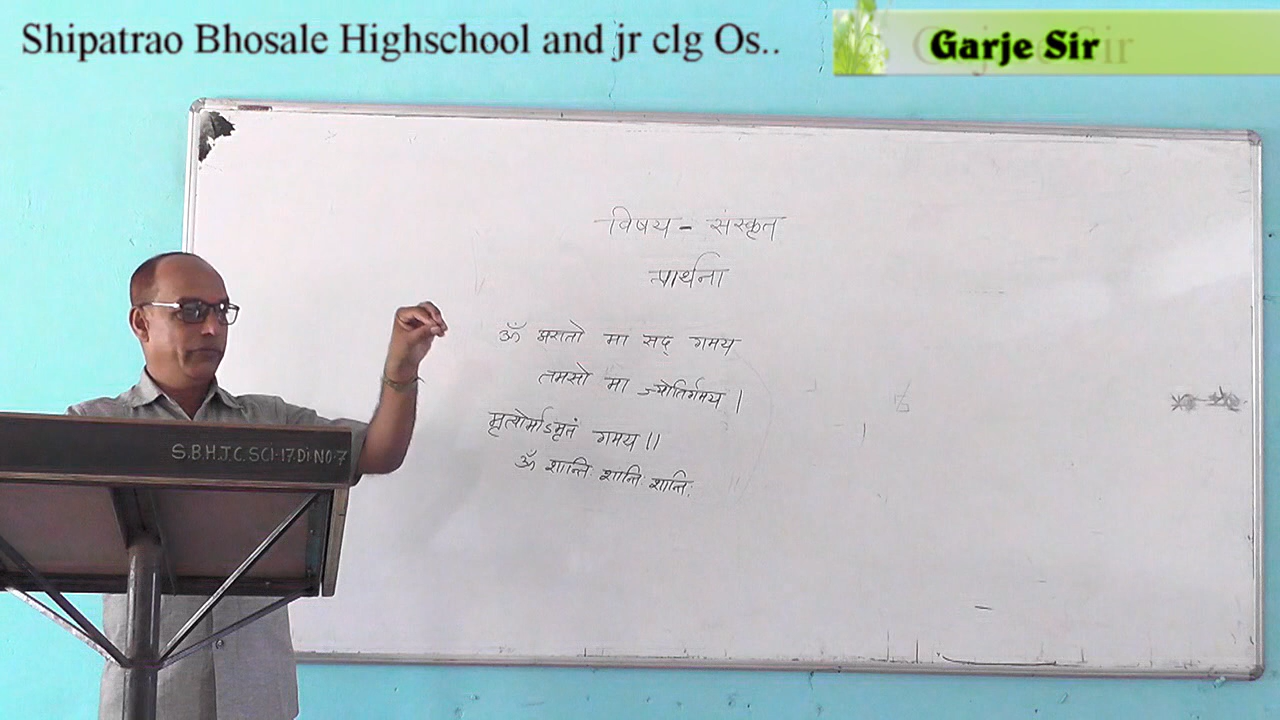 Shipatrao Bhosale Highschool and jr clg Os..
Garje Sir
विषय - संस्कृत
प्रार्थना
ॐ असतो मा सद् गमय
तमसो मा ज्योतिर्गमय |
मृत्योर्माऽमृतं गमय ||
ॐ शान्तिः शान्तिः शान्तिः
S.B.H.J.C.SCI-17.Di NO-7